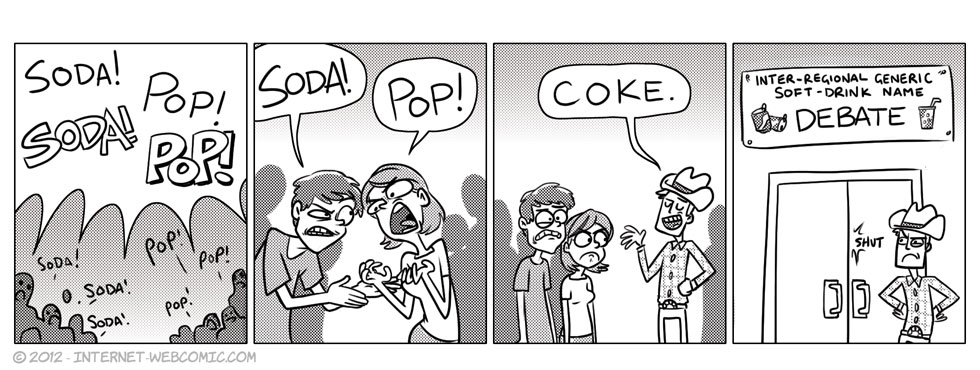 SODA!
POP!
SODA!
POP!
SODA!
POP!
POP!
SODA!
POP!
SODA!
SODA!
POP!
COKE.
INTER-REGIONAL GENERIC
SOFT-DRINK NAME
DEBATE
SHUT
© 2012 - INTERNET-WEBCOMIC.COM